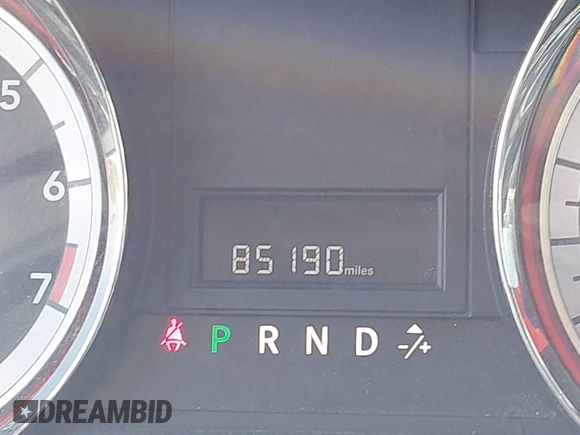 5
6
7
85190 miles
P R N D -/+
DREAMBID